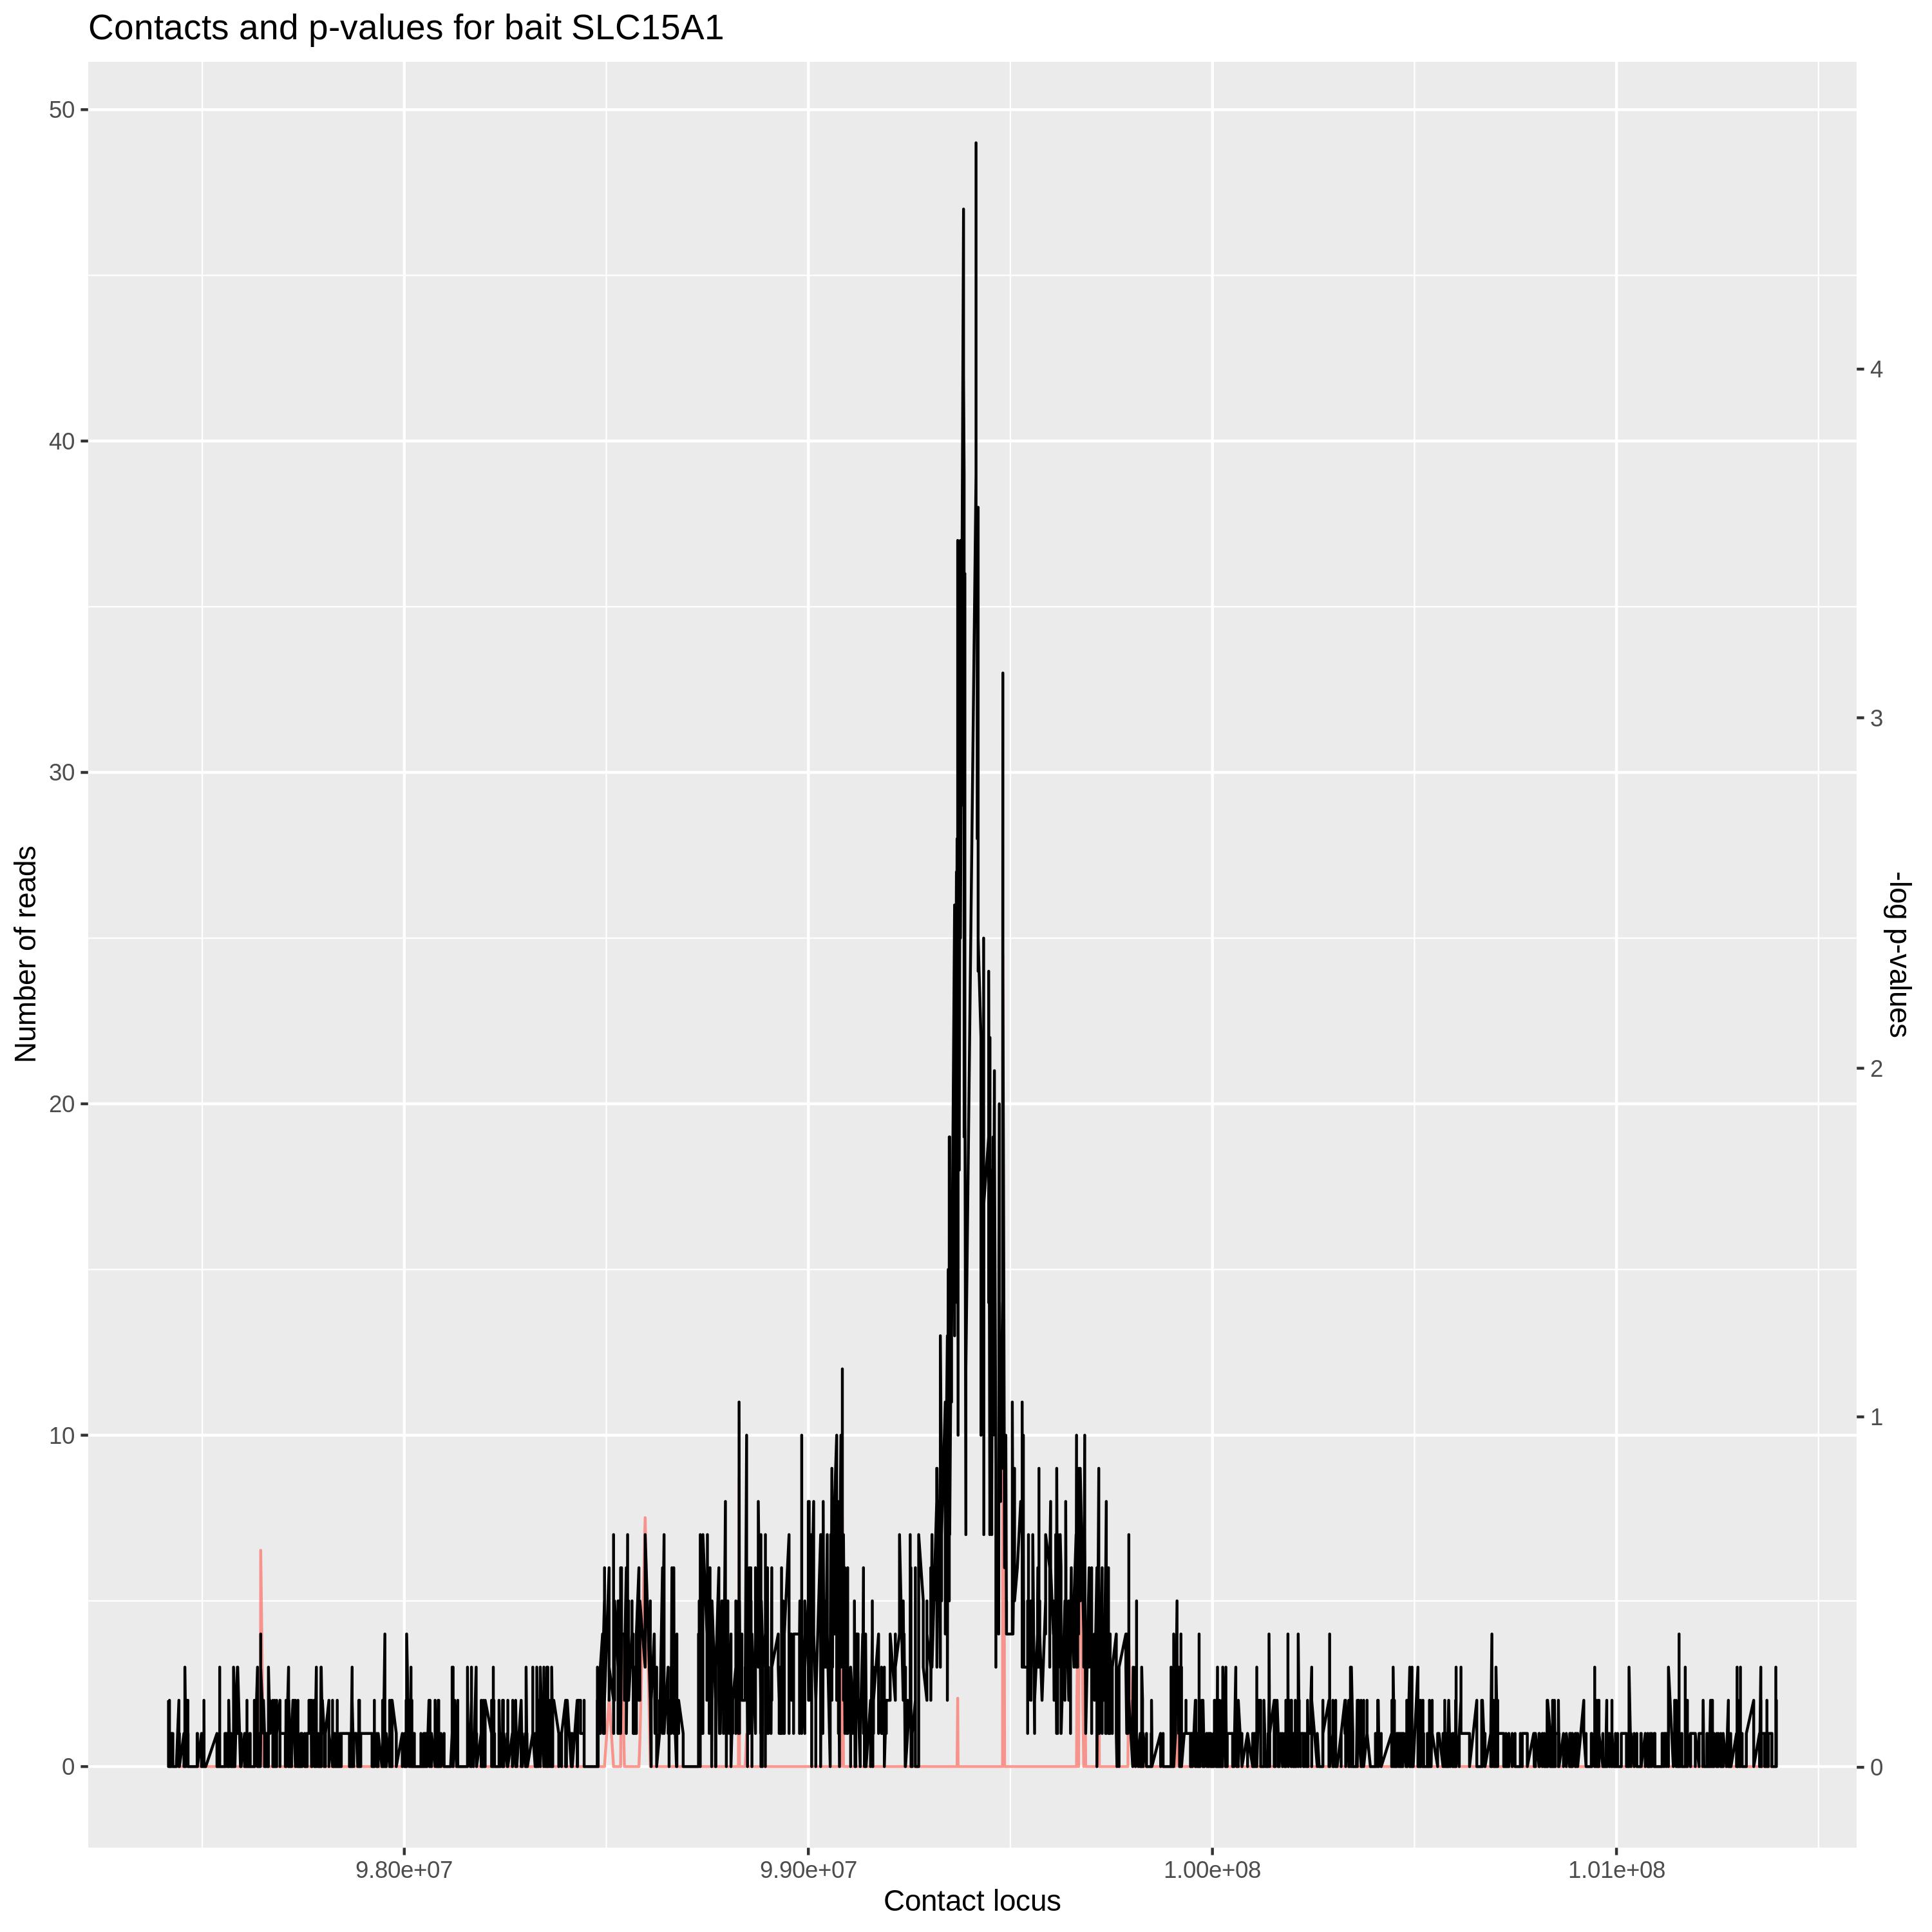 Contacts and p-values for bait SLC15A1
50
40
30
20
10
0
Number of reads
4
3
2
1
0
-log p-values
9.80e+07
9.90e+07
1.00e+08
1.01e+08
Contact locus